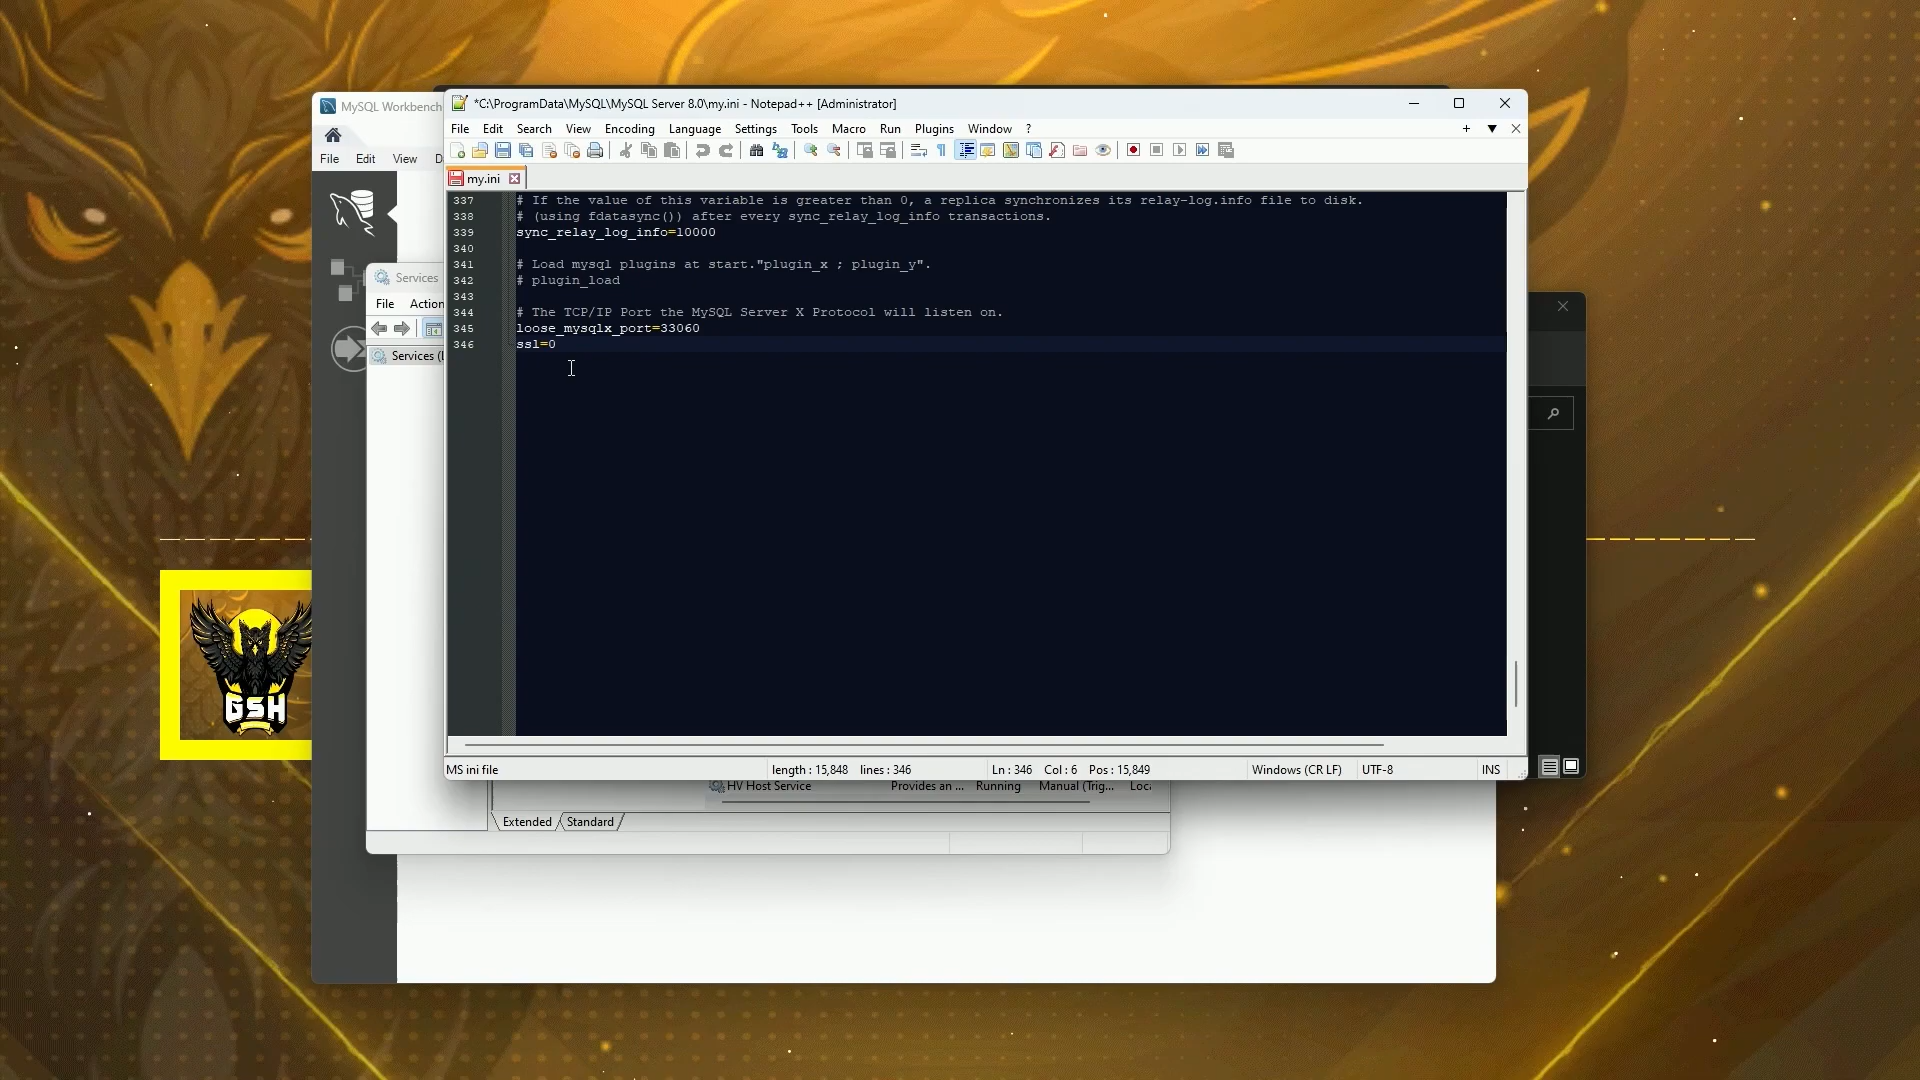 MySQL Workbench
*C:\ProgramData\MySQL\MySQL Server 8.0\my.ini - Notepad++ [Administrator]
File Edit Search View Encoding Language Settings Tools Macro Run Plugins Window ?
File Edit View D
my.ini
337 # If the value of this variable is greater than 0, a replica synchronizes its relay-log.info file to disk.
338 # (using fdatasync()) after every sync_relay_log_info transactions.
339 sync_relay_log_info=10000
340
341 # Load mysql plugins at start."plugin_x ; plugin_y".
342 # plugin_load
343
344 # The TCP/IP Port the MySQL Server X Protocol will listen on.
345 loose_mysqlx_port=33060
346 ssl=0
Services
File Action
Services (
MS ini file length : 15,848 lines : 346 Ln : 346 Col : 6 Pos : 15,849 Windows (CR LF) UTF-8 INS
HV Host Service Provides an ... Running Manual (Trig... Loc
Extended Standard
GSH